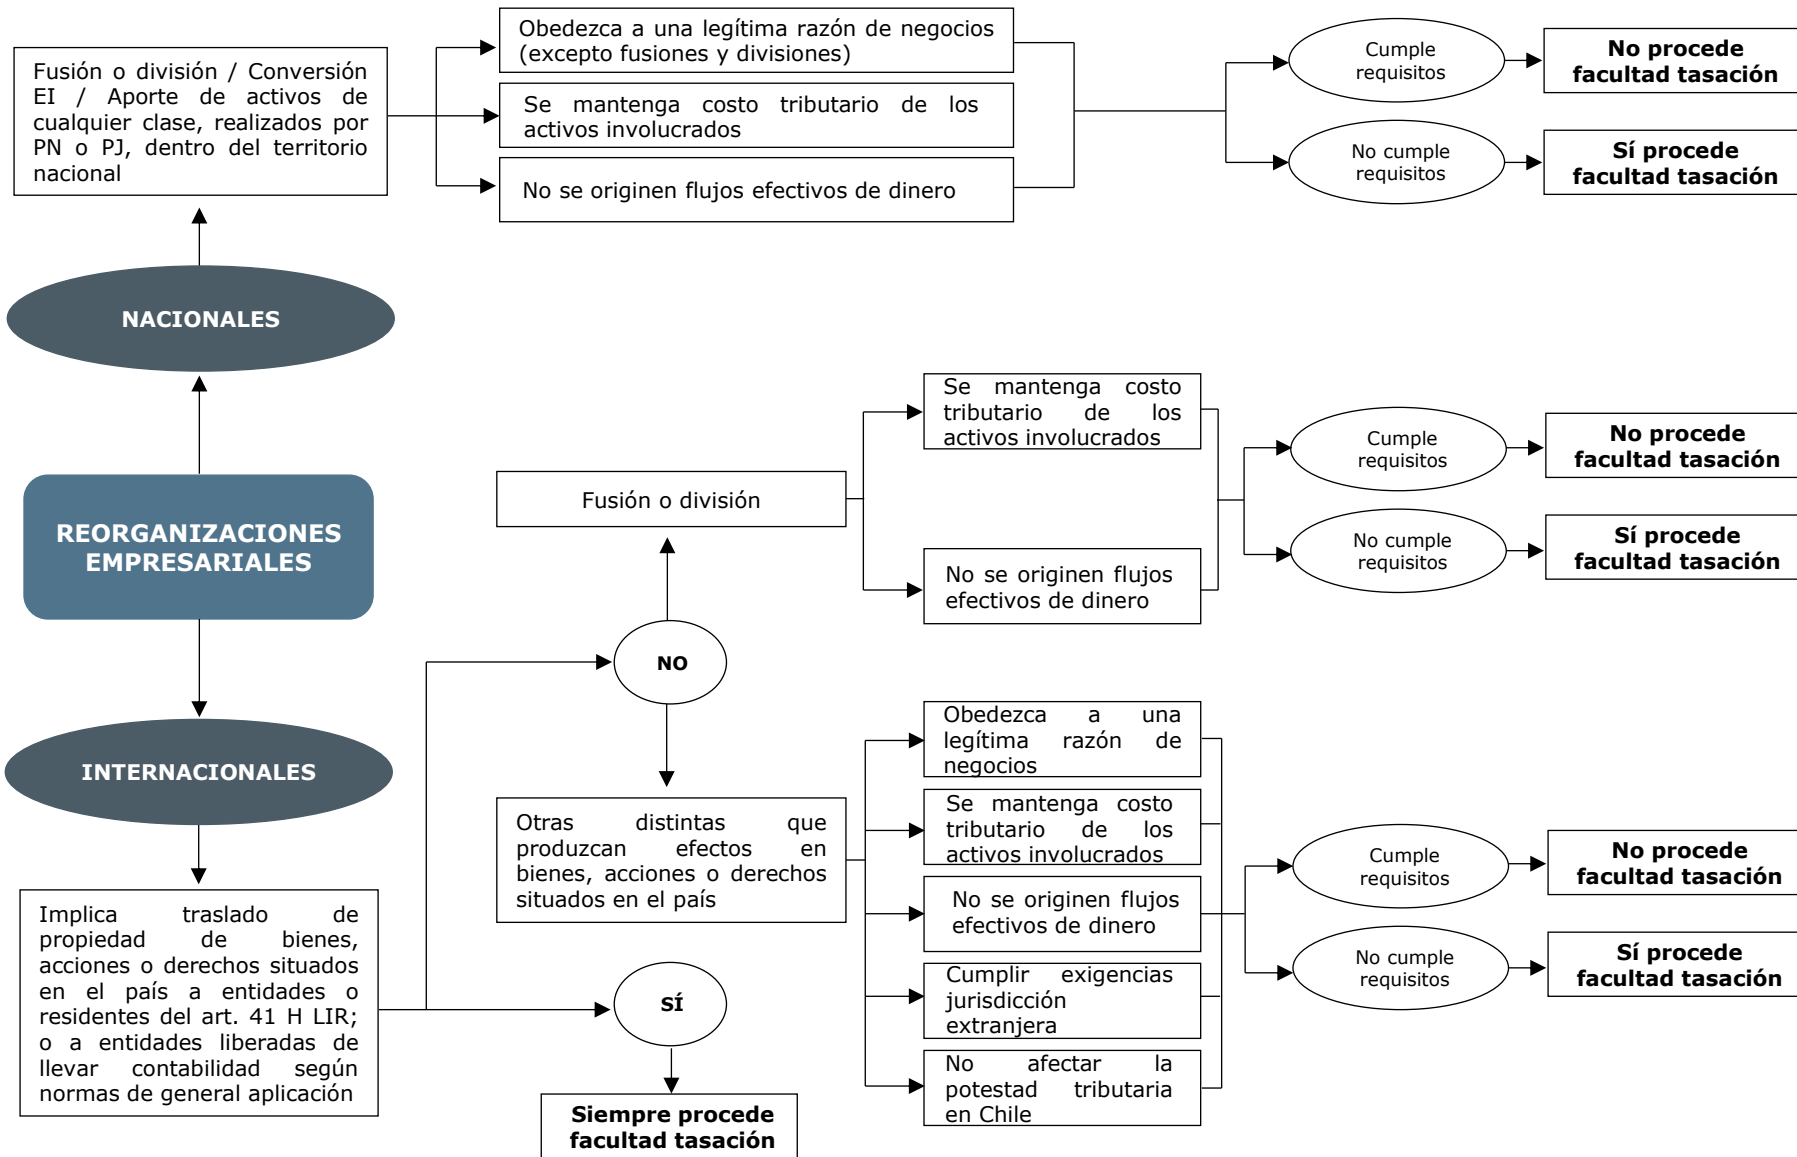 Fusión o división / Conversión
EI / Aporte de activos de
cualquier clase, realizados por
PN o PJ, dentro del territorio
nacional
Obedezca a una legítima razón de negocios
(excepto fusiones y divisiones)
Se mantenga costo tributario de los
activos involucrados
No se originen flujos efectivos de dinero
Cumple
requisitos
No procede
facultad tasación
No cumple
requisitos
Sí procede
facultad tasación
NACIONALES
REORGANIZACIONES
EMPRESARIALES
INTERNACIONALES
Implica traslado de
propiedad de bienes,
acciones o derechos situados
en el país a entidades o
residentes del art. 41 H LIR;
o a entidades liberadas de
llevar contabilidad según
normas de general aplicación
NO
Fusión o división
Se mantenga costo
tributario de los
activos involucrados
No se originen flujos
efectivos de dinero
Cumple
requisitos
No procede
facultad tasación
No cumple
requisitos
Sí procede
facultad tasación
Otras distintas que
produzcan efectos en
bienes, acciones o derechos
situados en el país
Obedezca a una
legítima razón de
negocios
Se mantenga costo
tributario de los
activos involucrados
No se originen flujos
efectivos de dinero
Cumplir exigencias
jurisdicción
extranjera
No afectar la
potestad tributaria
en Chile
Cumple
requisitos
No procede
facultad tasación
No cumple
requisitos
Sí procede
facultad tasación
SÍ
Siempre procede
facultad tasación